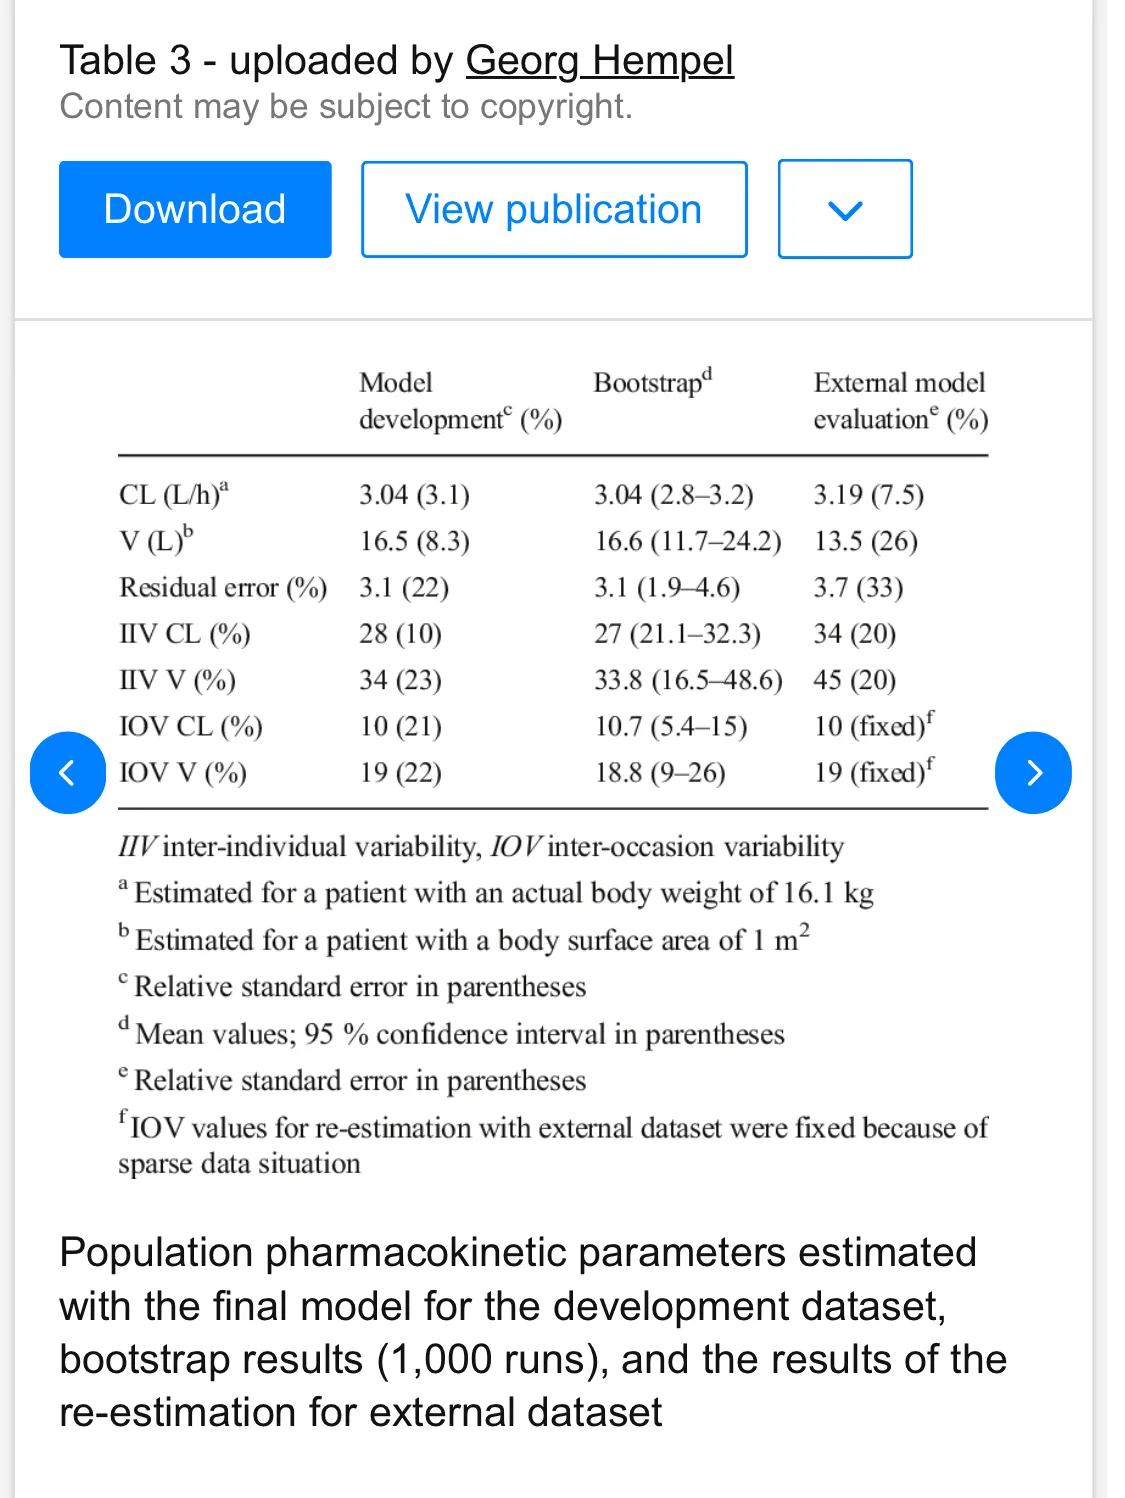 Table 3 - uploaded by Georg Hempel
Content may be subject to copyright.
Download View publication
Model Bootstrapᵈ External model
developmentᶜ (%) evaluationᵉ (%)
CL (L/h)ᵃ 3.04 (3.1) 3.04 (2.8–3.2) 3.19 (7.5)
V (L)ᵇ 16.5 (8.3) 16.6 (11.7–24.2) 13.5 (26)
Residual error (%) 3.1 (22) 3.1 (1.9–4.6) 3.7 (33)
IIV CL (%) 28 (10) 27 (21.1–32.3) 34 (20)
IIV V (%) 34 (23) 33.8 (16.5–48.6) 45 (20)
IOV CL (%) 10 (21) 10.7 (5.4–15) 10 (fixed)ᶠ
IOV V (%) 19 (22) 18.8 (9–26) 19 (fixed)ᶠ
IIV inter-individual variability, IOV inter-occasion variability
ᵃ Estimated for a patient with an actual body weight of 16.1 kg
ᵇ Estimated for a patient with a body surface area of 1 m²
ᶜ Relative standard error in parentheses
ᵈ Mean values; 95 % confidence interval in parentheses
ᵉ Relative standard error in parentheses
ᶠ IOV values for re-estimation with external dataset were fixed because of
sparse data situation
Population pharmacokinetic parameters estimated
with the final model for the development dataset,
bootstrap results (1,000 runs), and the results of the
re-estimation for external dataset